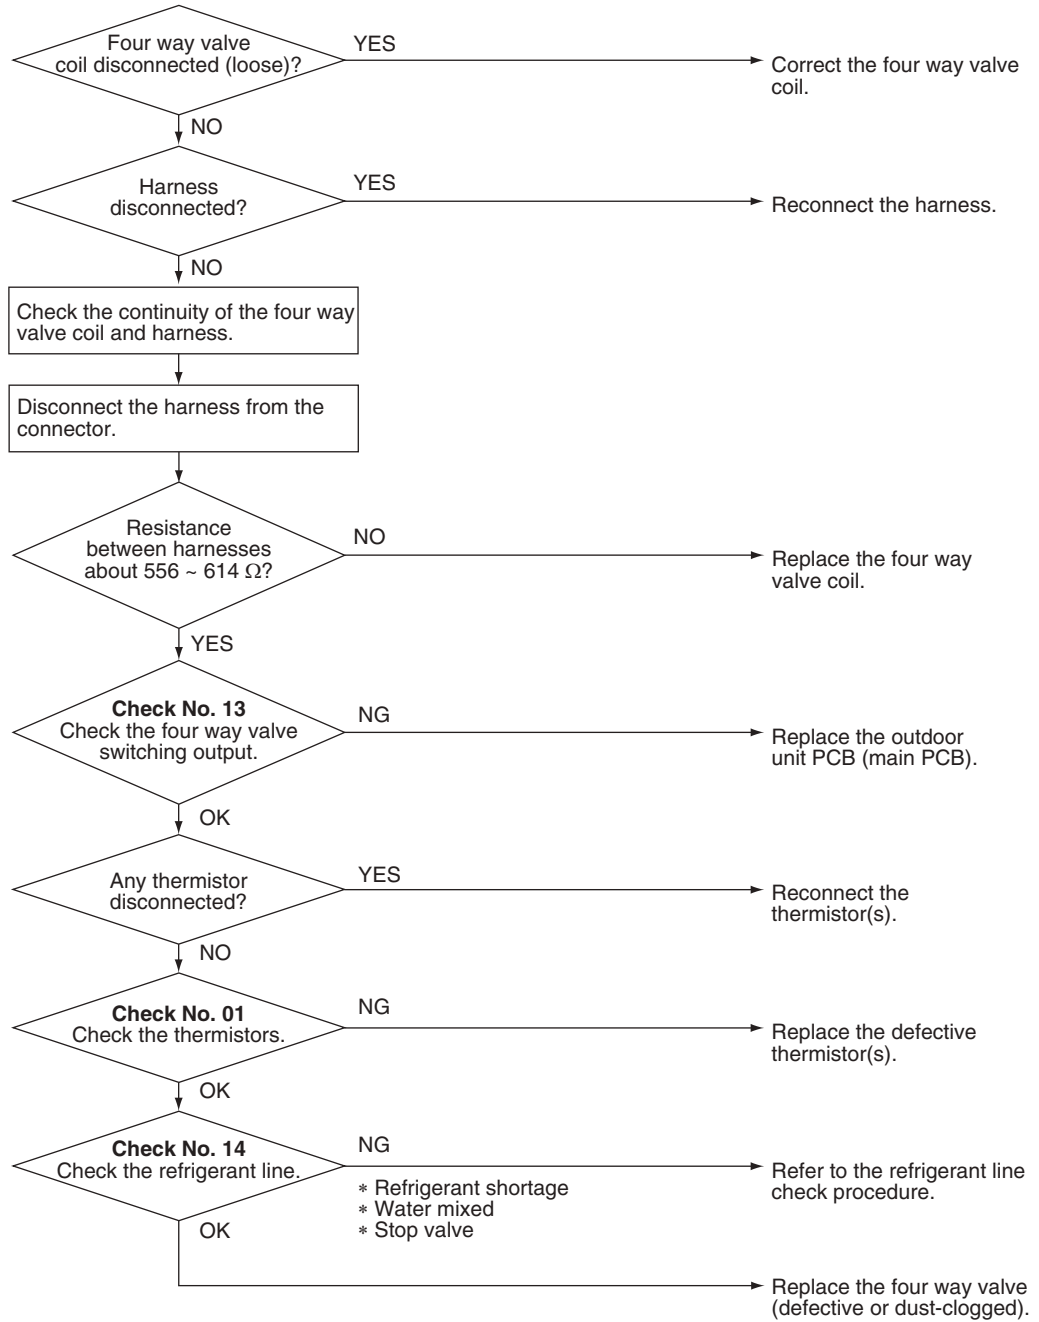 Four way valve
coil disconnected (loose)?
YES
Correct the four way valve
coil.
NO
Harness
disconnected?
YES
Reconnect the harness.
NO
Check the continuity of the four way
valve coil and harness.
Disconnect the harness from the
connector.
Resistance
between harnesses
about 556 ~ 614 Ω?
NO
Replace the four way
valve coil.
YES
Check No. 13
Check the four way valve
switching output.
NG
Replace the outdoor
unit PCB (main PCB).
OK
Any thermistor
disconnected?
YES
Reconnect the
thermistor(s).
NO
Check No. 01
Check the thermistors.
NG
Replace the defective
thermistor(s).
OK
Check No. 14
Check the refrigerant line.
NG
∗ Refrigerant shortage
∗ Water mixed
∗ Stop valve
Refer to the refrigerant line
check procedure.
OK
Replace the four way valve
(defective or dust-clogged).